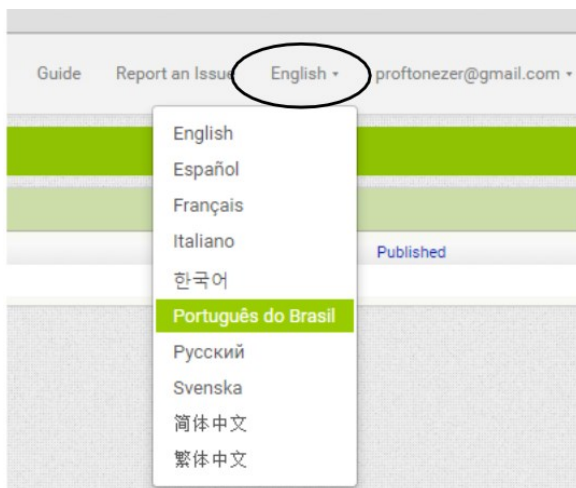 Guide Report an Issue English proftonezer@gmail.com
English
Español
Français
Italiano
Published
한국어
Português do Brasil
Русский
Svenska
简体中文
繁体中文